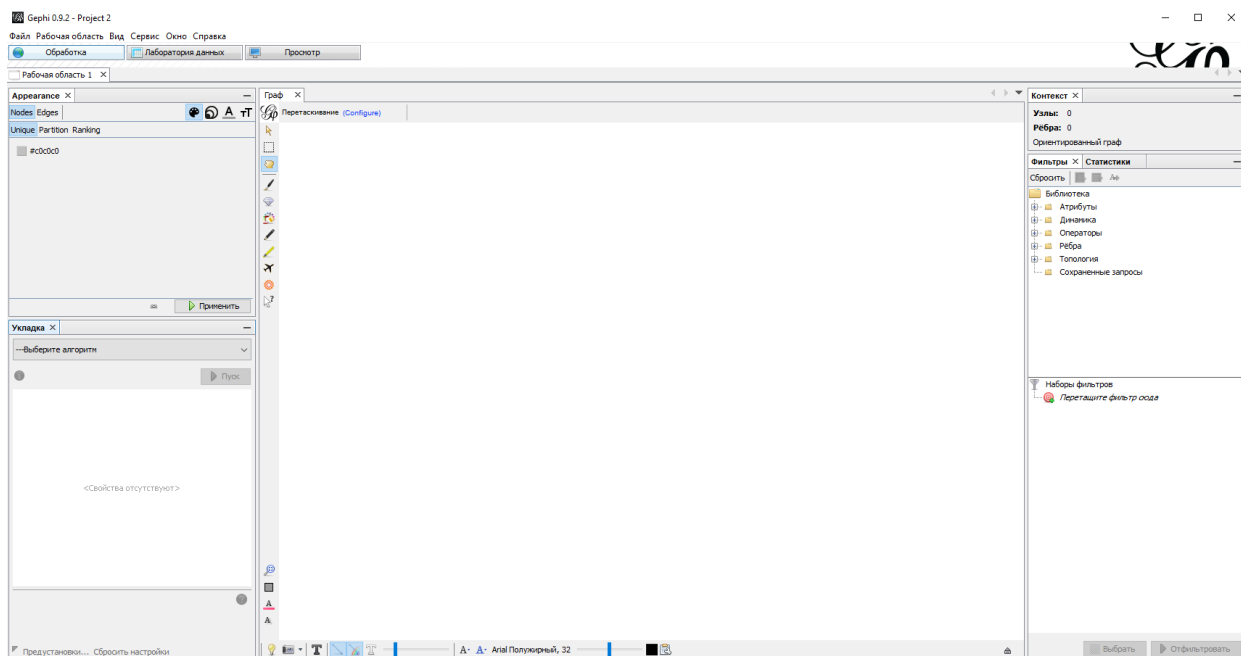 Gephi 0.9.2 - Project 2
Файл Рабочая область Вид Сервис Окно Справка
Обработка Лаборатория данных Просмотр
Рабочая область 1
Appearance
Nodes Edges
Unique Partition Ranking
#c0c0c0
Применить
Укладка
---Выберите алгоритм
Пуск
<Свойства отсутствуют>
Предустановки... Сбросить настройки
Граф
Перетаскивание (Configure)
A- A- Arial Полужирный, 32
Контекст
Узлы: 0
Рёбра: 0
Ориентированный граф
Фильтры Статистики
Сбросить
Библиотека
Атрибуты
Динамика
Операторы
Рёбра
Топология
Сохраненные запросы
Наборы фильтров
Перетащите фильтр сюда
Выбрать Отфильтровать